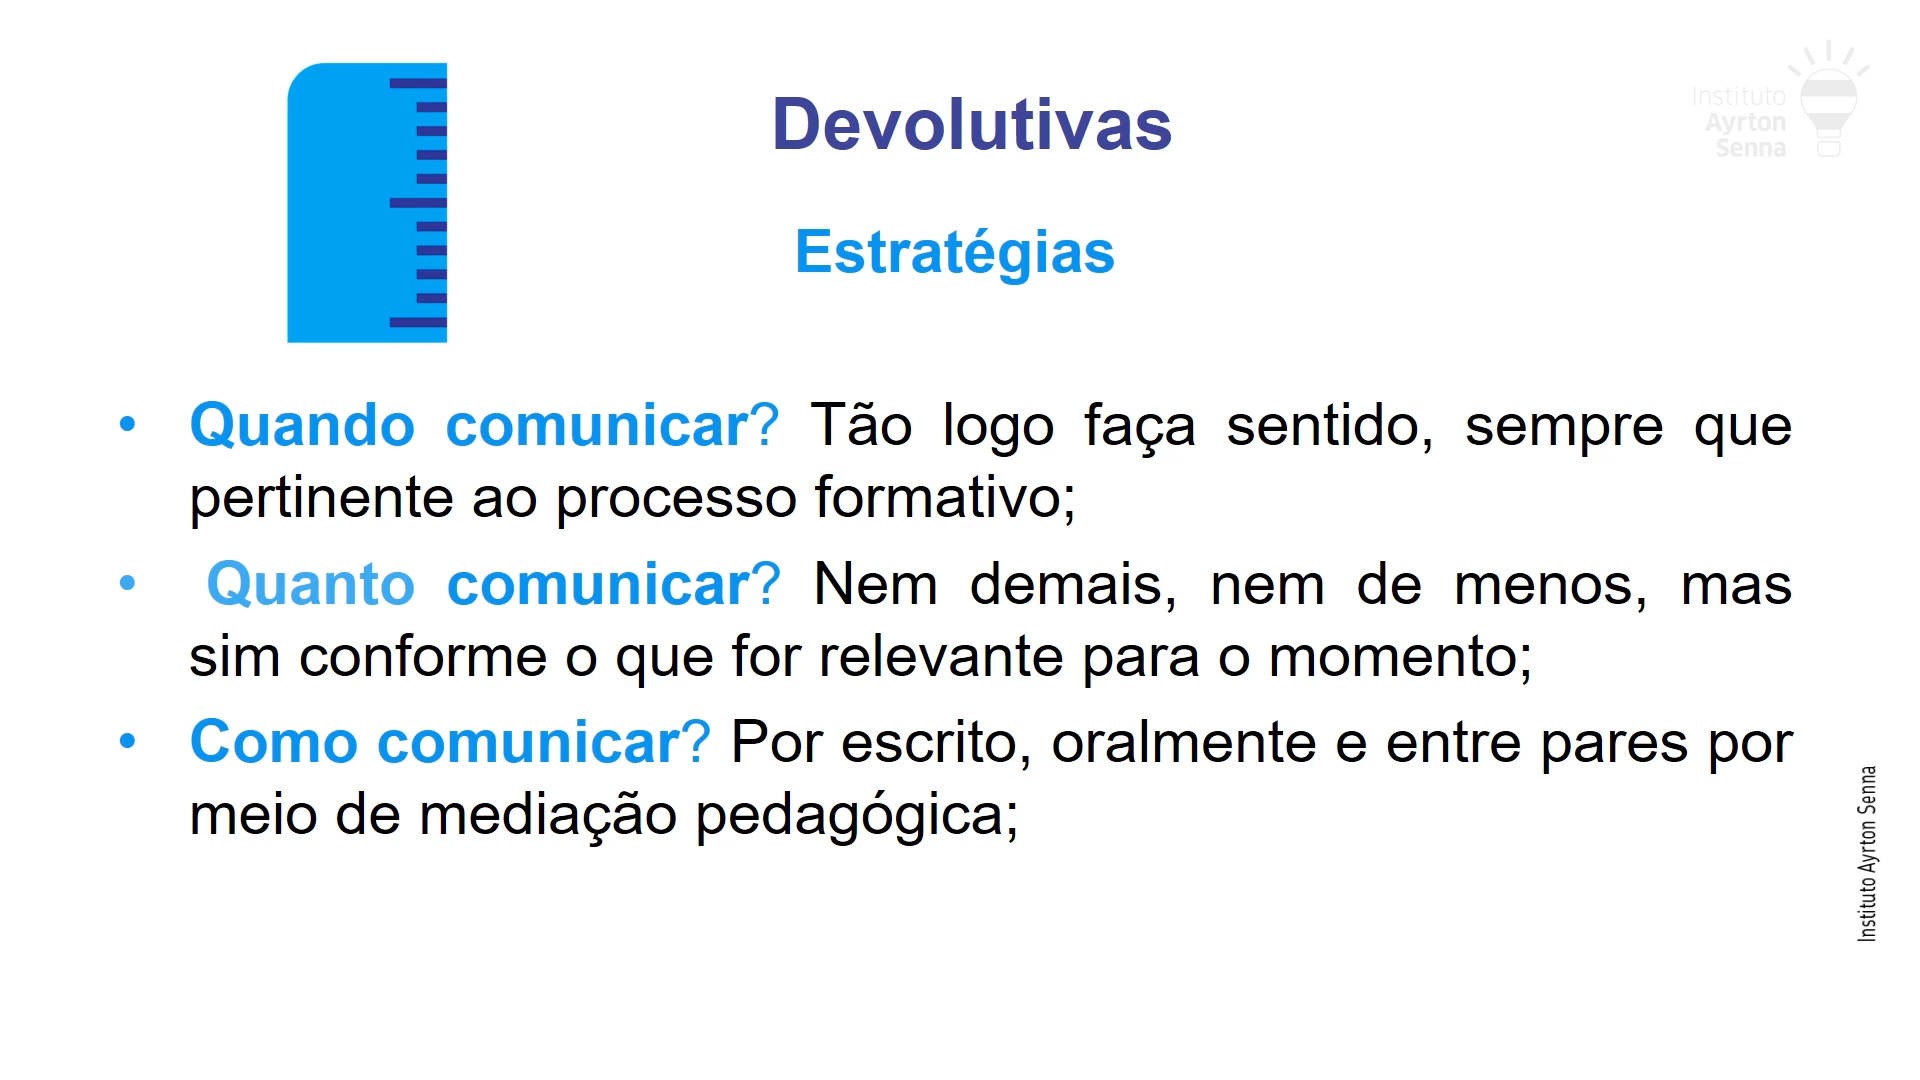 Instituto
Ayrton
Senna
Devolutivas
Estratégias
• Quando comunicar? Tão logo faça sentido, sempre que
pertinente ao processo formativo;
• Quanto comunicar? Nem demais, nem de menos, mas
sim conforme o que for relevante para o momento;
• Como comunicar? Por escrito, oralmente e entre pares por
meio de mediação pedagógica;
Instituto Ayrton Senna